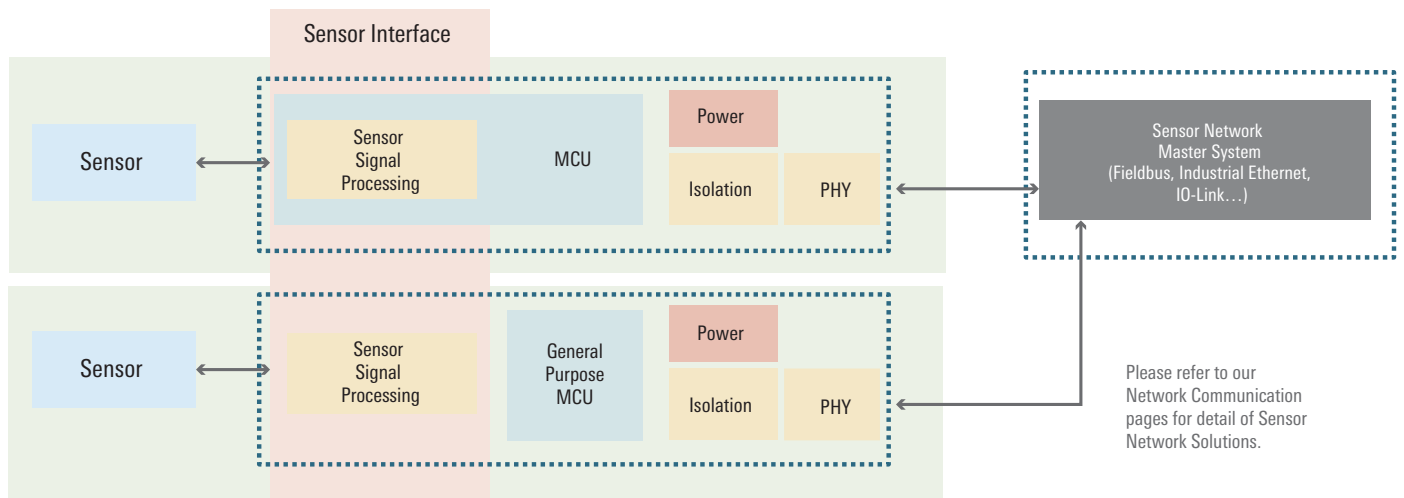 Sensor Interface
Sensor
Sensor
Signal
Processing
MCU
Power
Isolation
PHY
Sensor Network
Master System
(Fieldbus, Industrial Ethernet,
IO-Link…)
Sensor
Sensor
Signal
Processing
General
Purpose
MCU
Power
Isolation
PHY
Please refer to our
Network Communication
pages for detail of Sensor
Network Solutions.